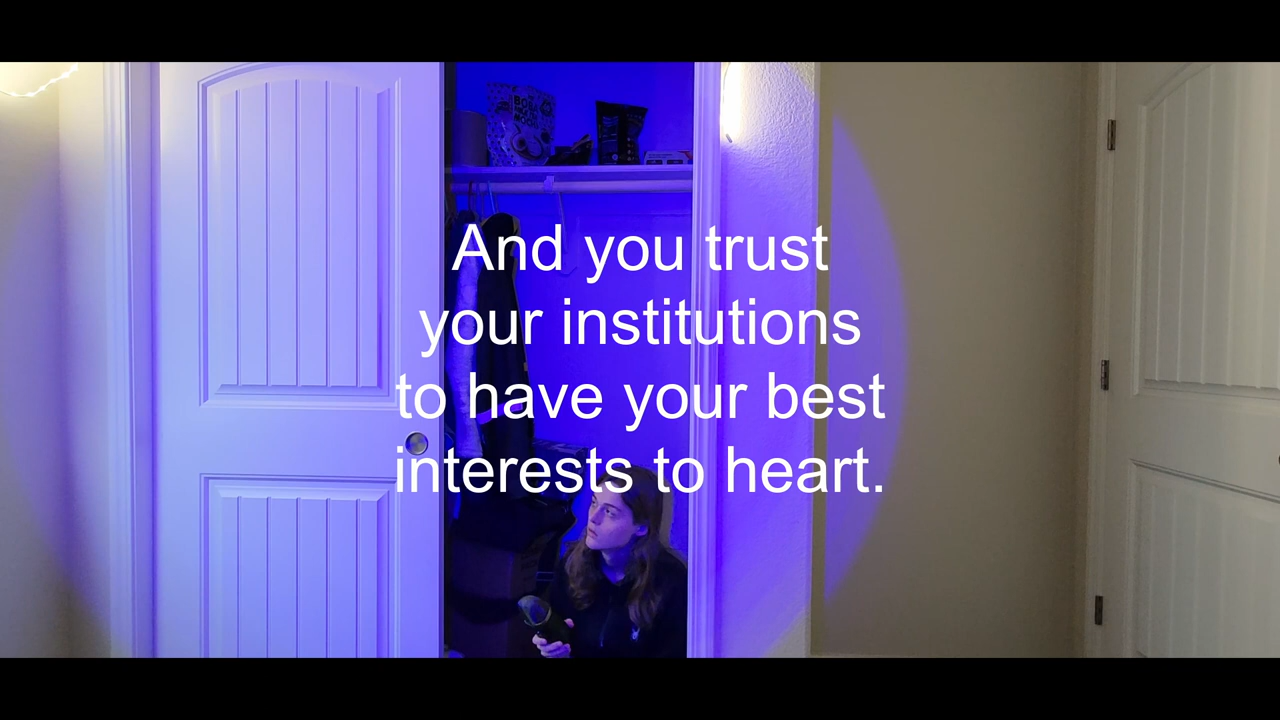 And you trust
your institutions
to have your best
interests to heart.